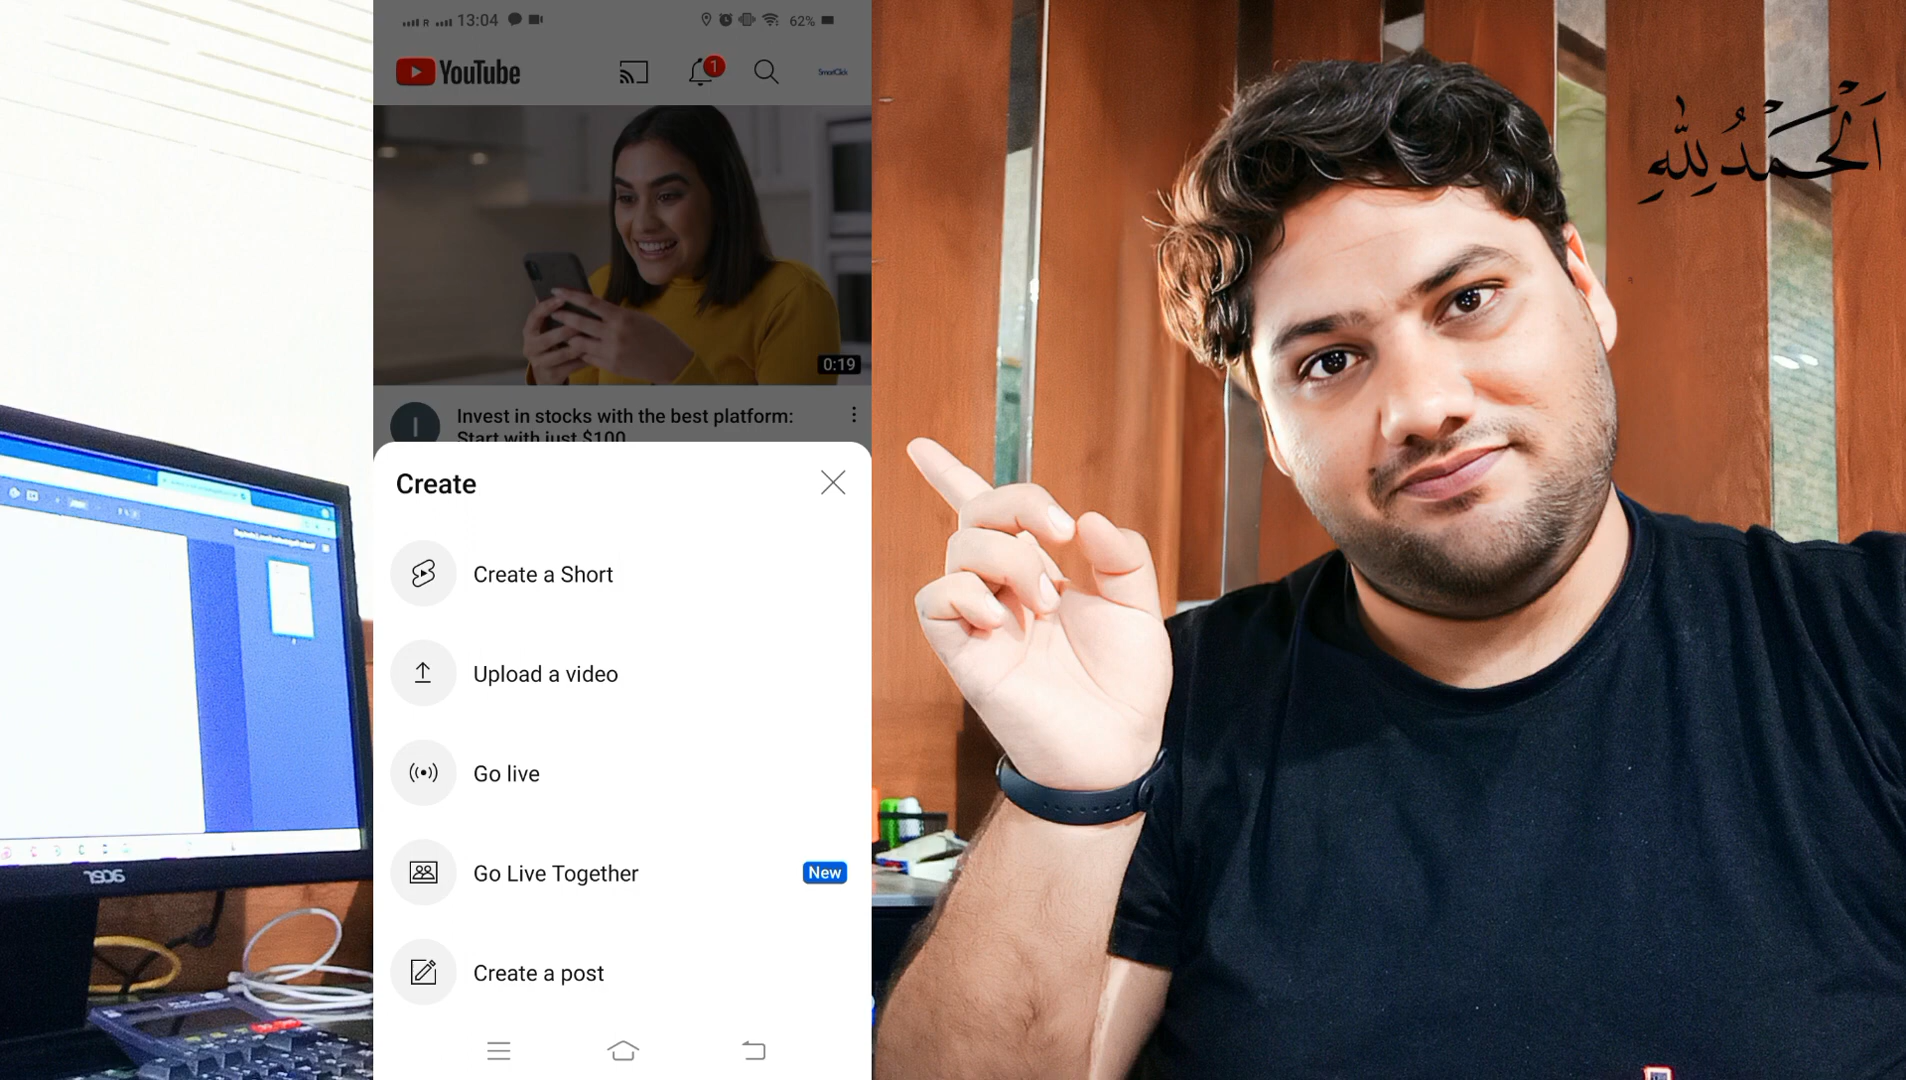 R 13:04 62%
YouTube
1
SmartClick
اَلْحَمْدُلِلّٰهِ
0:19
I
Invest in stocks with the best platform:
Start with just $100
Create
Create a Short
Upload a video
Go live
Go Live Together
New
Create a post
acer